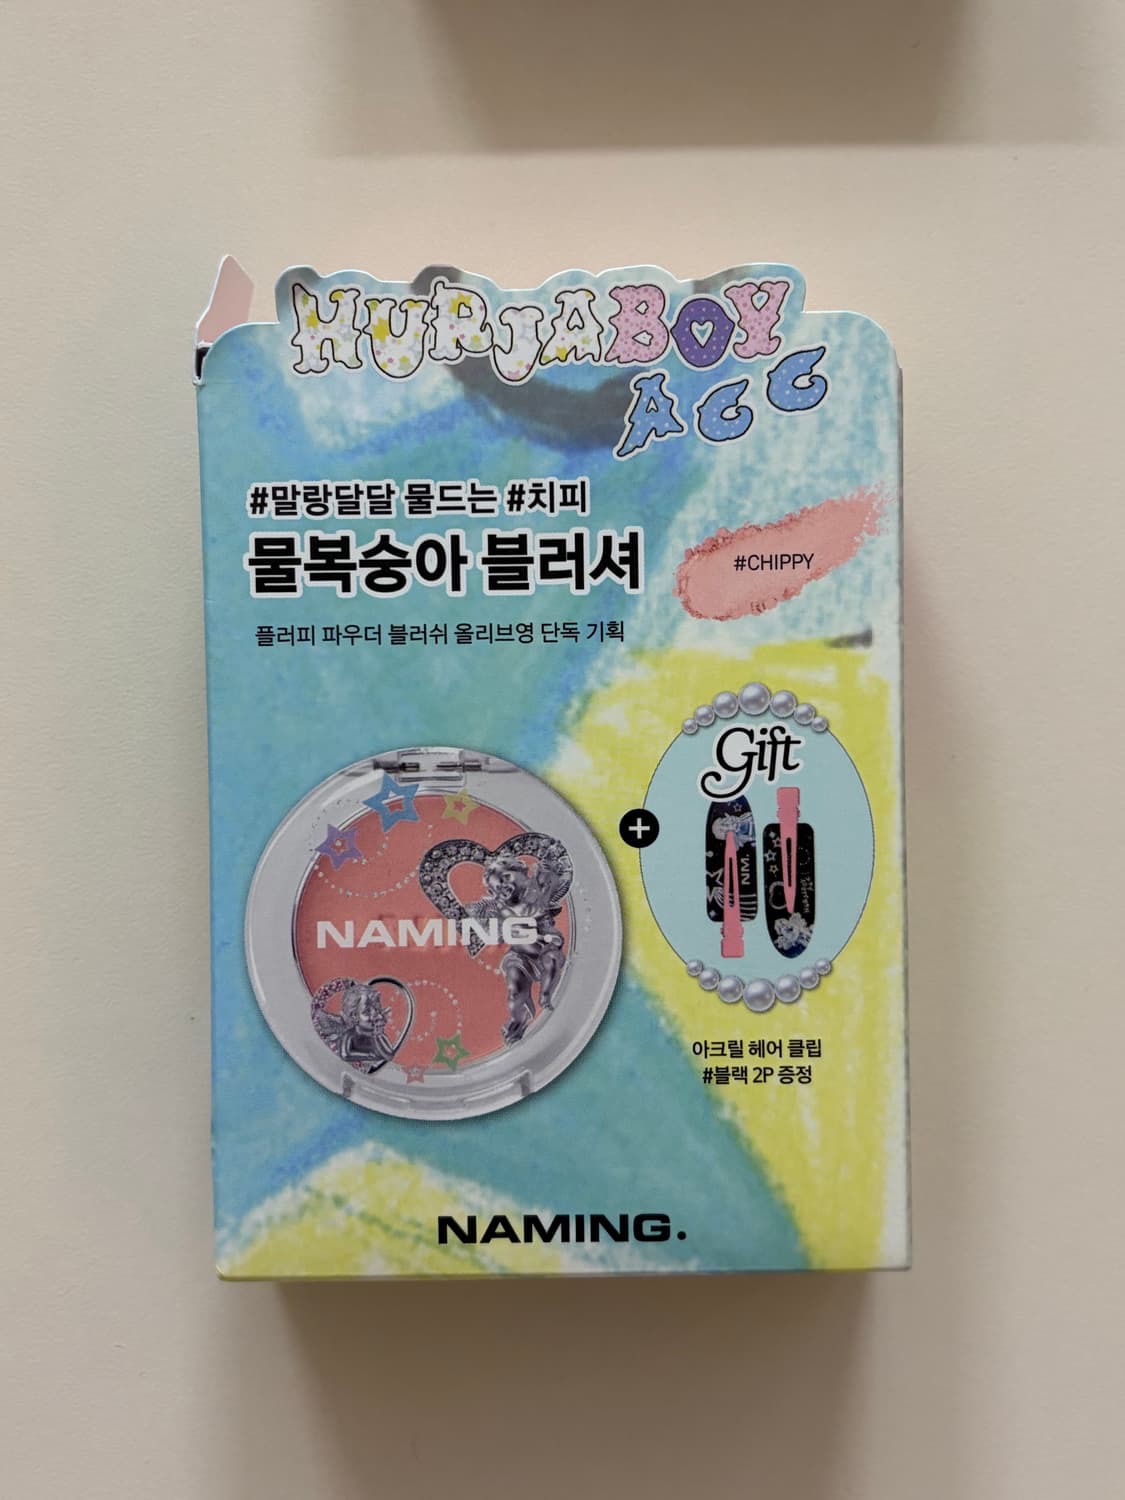 HURJABOY
ACC
#말랑달달 물드는 #치피
물복숭아 블러셔
#CHIPPY
플러피 파우더 블러쉬 올리브영 단독 기획
Gift
+
NM.
NAMING.
아크릴 헤어 클립
#블랙 2P 증정
NAMING.